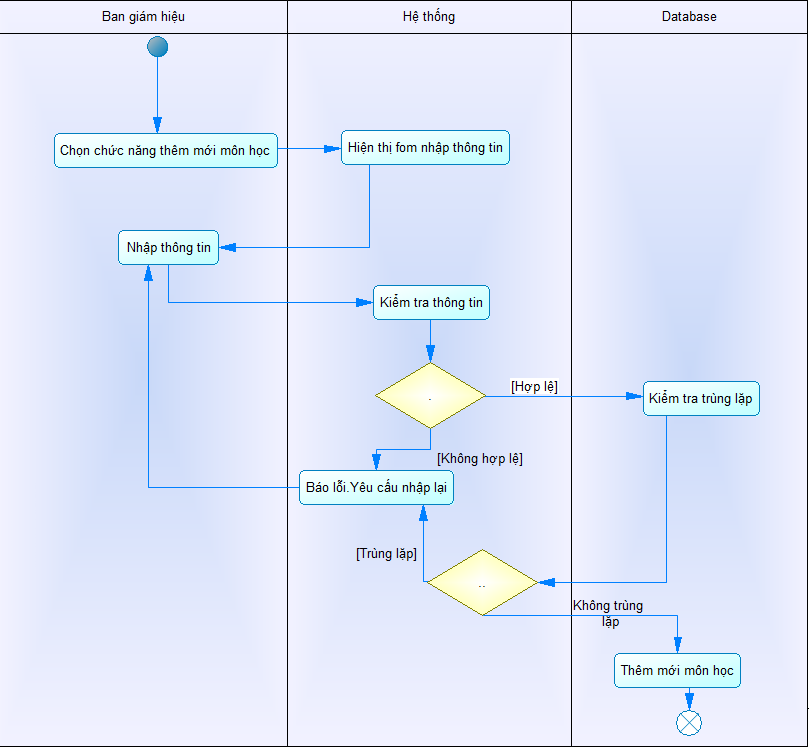 Ban giám hiệu
Hệ thống
Database
Chọn chức năng thêm mới môn học
Hiện thị fom nhập thông tin
Nhập thông tin
Kiểm tra thông tin
.
[Hợp lệ]
Kiểm tra trùng lặp
[Không hợp lệ]
Báo lỗi.Yêu cấu nhập lại
[Trùng lặp]
..
Không trùng
lặp
Thêm mới môn học